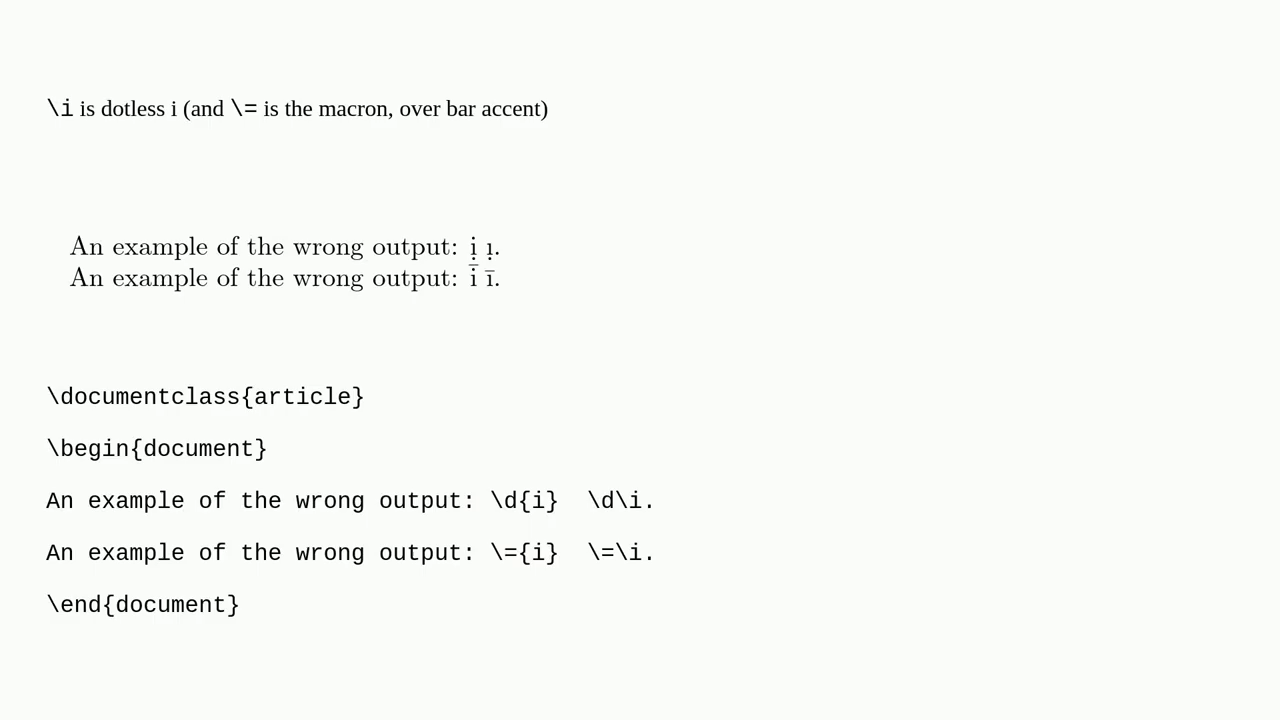 \i is dotless i (and \= is the macron, over bar accent)
An example of the wrong output: ị ı̣.
An example of the wrong output: ī ı̄.
\documentclass{article}
\begin{document}
An example of the wrong output: \d{i}  \d\i.
An example of the wrong output: \={i}  \=\i.
\end{document}